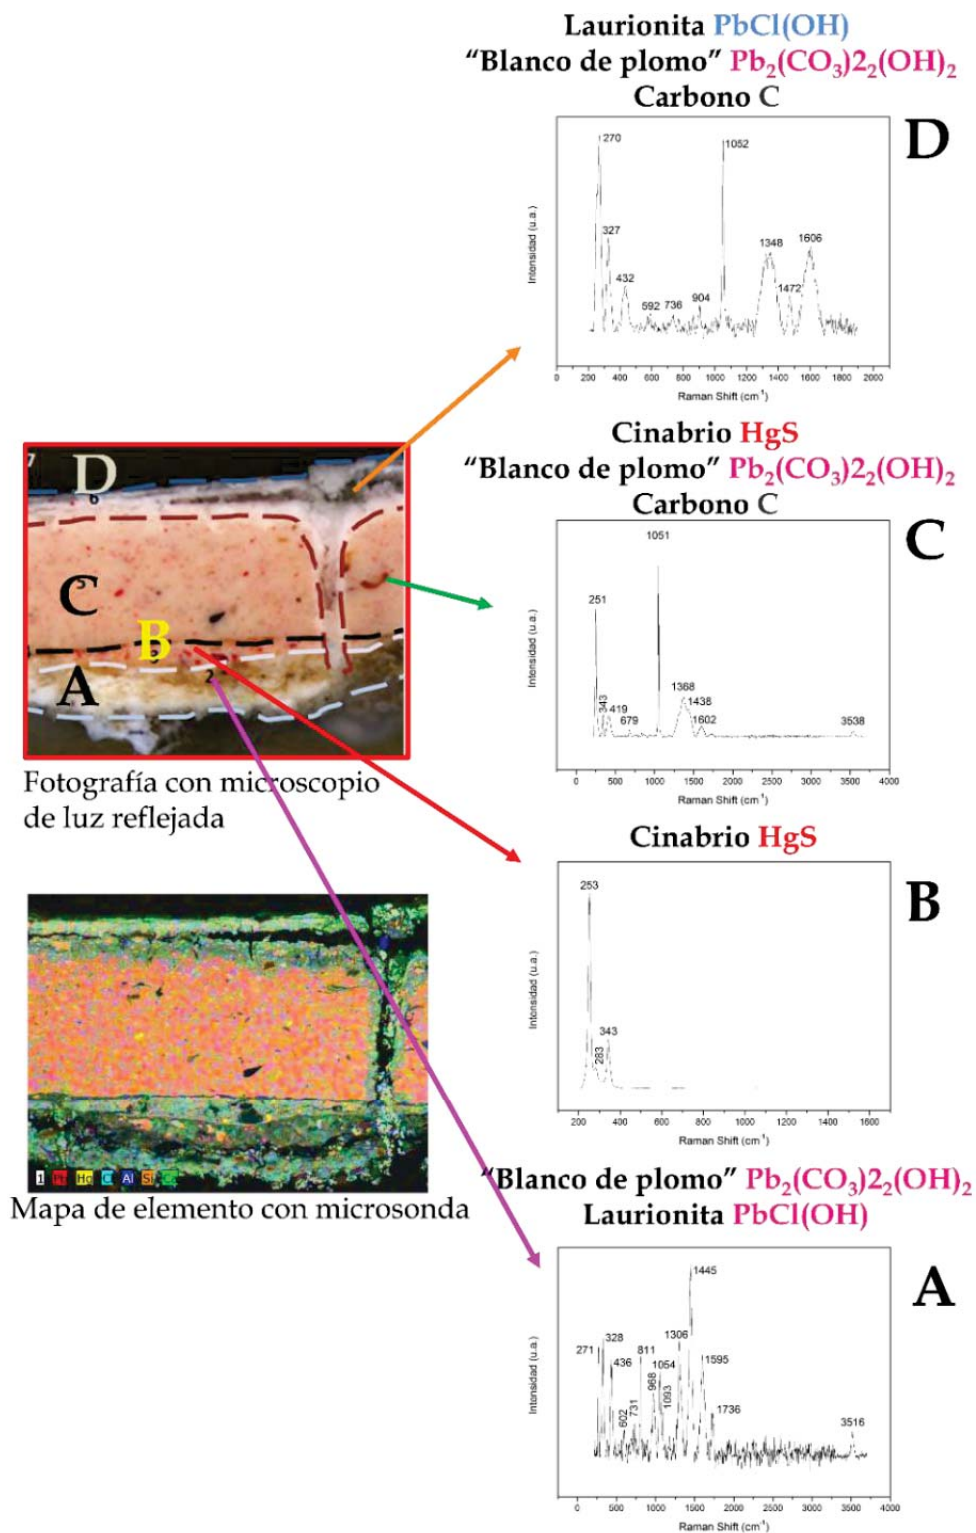 Laurionita PbCl(OH)
“Blanco de plomo” Pb₂(CO₃)2₂(OH)₂
Carbono C
D
270
1052
327
432
592
736
904
1348
1472
1606
Intensidad (u.a.)
0 200 400 600 800 1000 1200 1400 1600 1800 2000
Raman Shift (cm⁻¹)
Cinabrio HgS
“Blanco de plomo” Pb₂(CO₃)2₂(OH)₂
Carbono C
C
1051
251
343
419
679
1368
1438
1602
3538
Intensidad (u.a.)
0 500 1000 1500 2000 2500 3000 3500 4000
Raman Shift (cm⁻¹)
D
6
C
5
B
A
2
Fotografía con microscopio
de luz reflejada
Cinabrio HgS
B
253
283
343
Intensidad (u.a.)
200 400 600 800 1000 1200 1400 1600
Raman Shift (cm⁻¹)
1 Hg Cl Al Si
Mapa de elemento con microsonda
“Blanco de plomo” Pb₂(CO₃)2₂(OH)₂
Laurionita PbCl(OH)
A
1445
271
328
436
602
731
811
968
1054
1093
1306
1595
1736
3516
Intensidad (u.a.)
0 500 1000 1500 2000 2500 3000 3500 4000
Raman Shift (cm⁻¹)